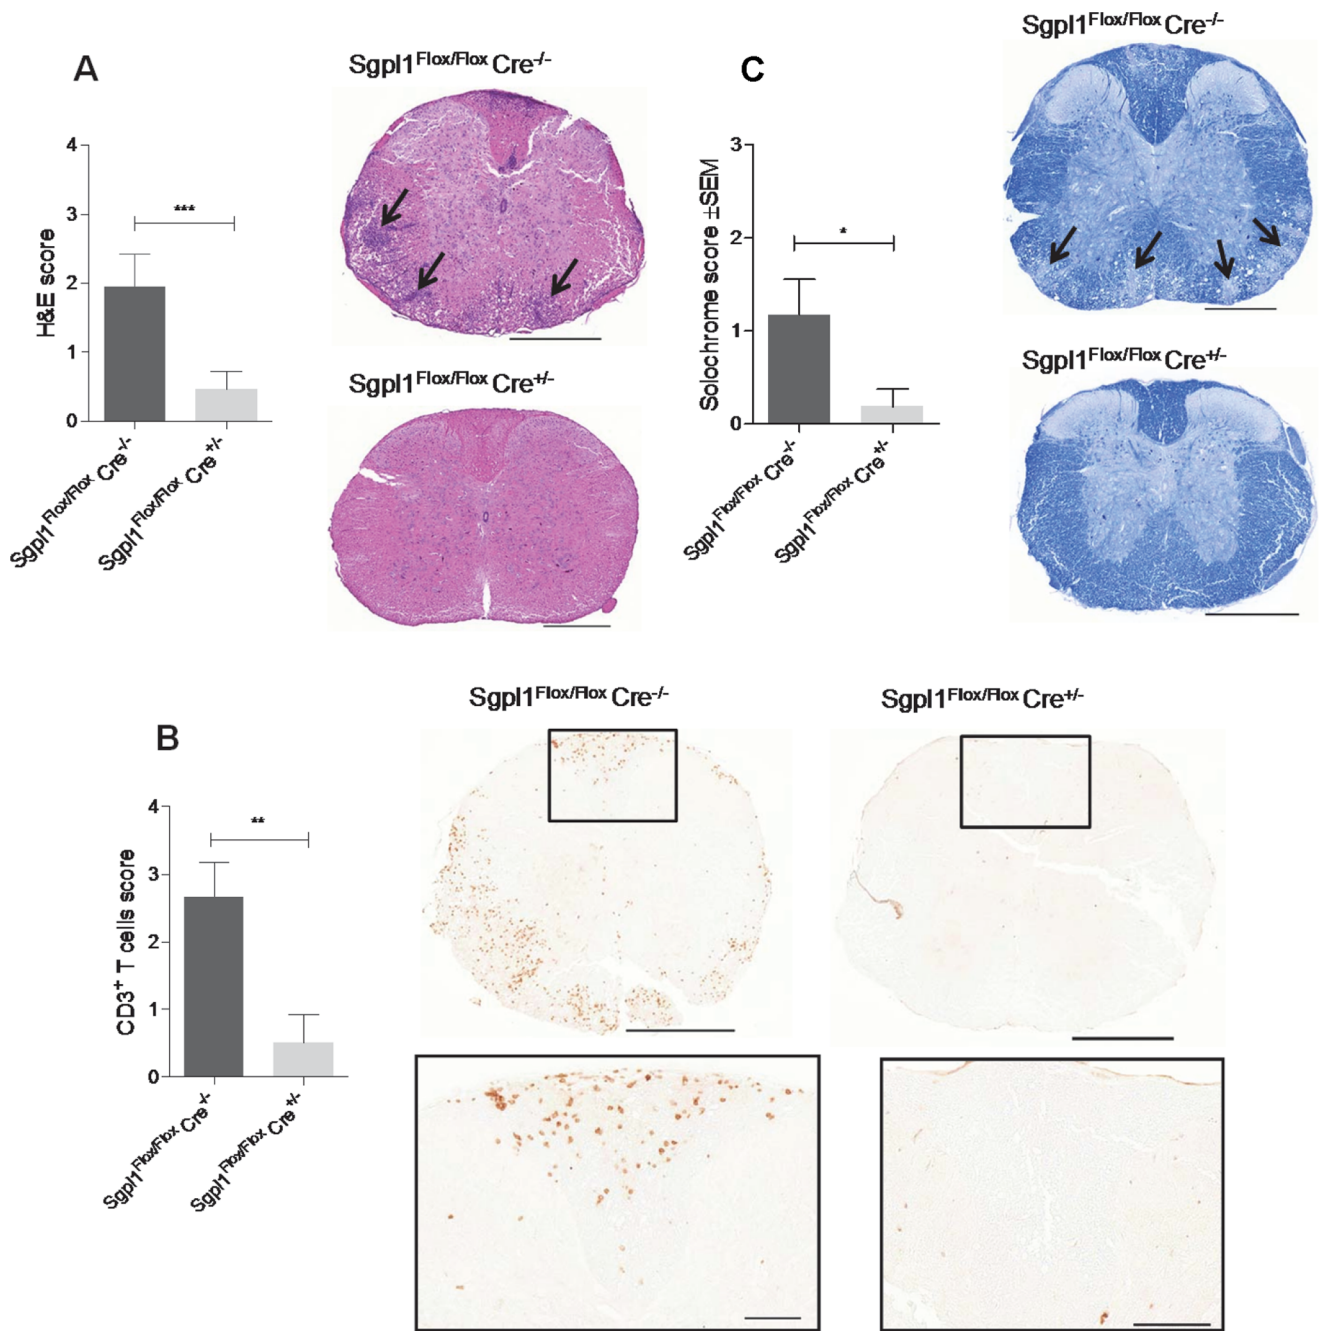 A
Sgpl1Flox/Flox Cre-/-
4
3
2
1
0
H&E score
***
Sgpl1Flox/Flox Cre-/-
Sgpl1Flox/Flox Cre+/-
Sgpl1Flox/Flox Cre+/-
C
Sgpl1Flox/Flox Cre-/-
3
2
1
0
Solochrome score ±SEM
*
Sgpl1Flox/Flox Cre-/-
Sgpl1Flox/Flox Cre+/-
Sgpl1Flox/Flox Cre+/-
B
Sgpl1Flox/Flox Cre-/-
Sgpl1Flox/Flox Cre+/-
4
3
2
1
0
CD3+ T cells score
**
Sgpl1Flox/Flox Cre-/-
Sgpl1Flox/Flox Cre+/-